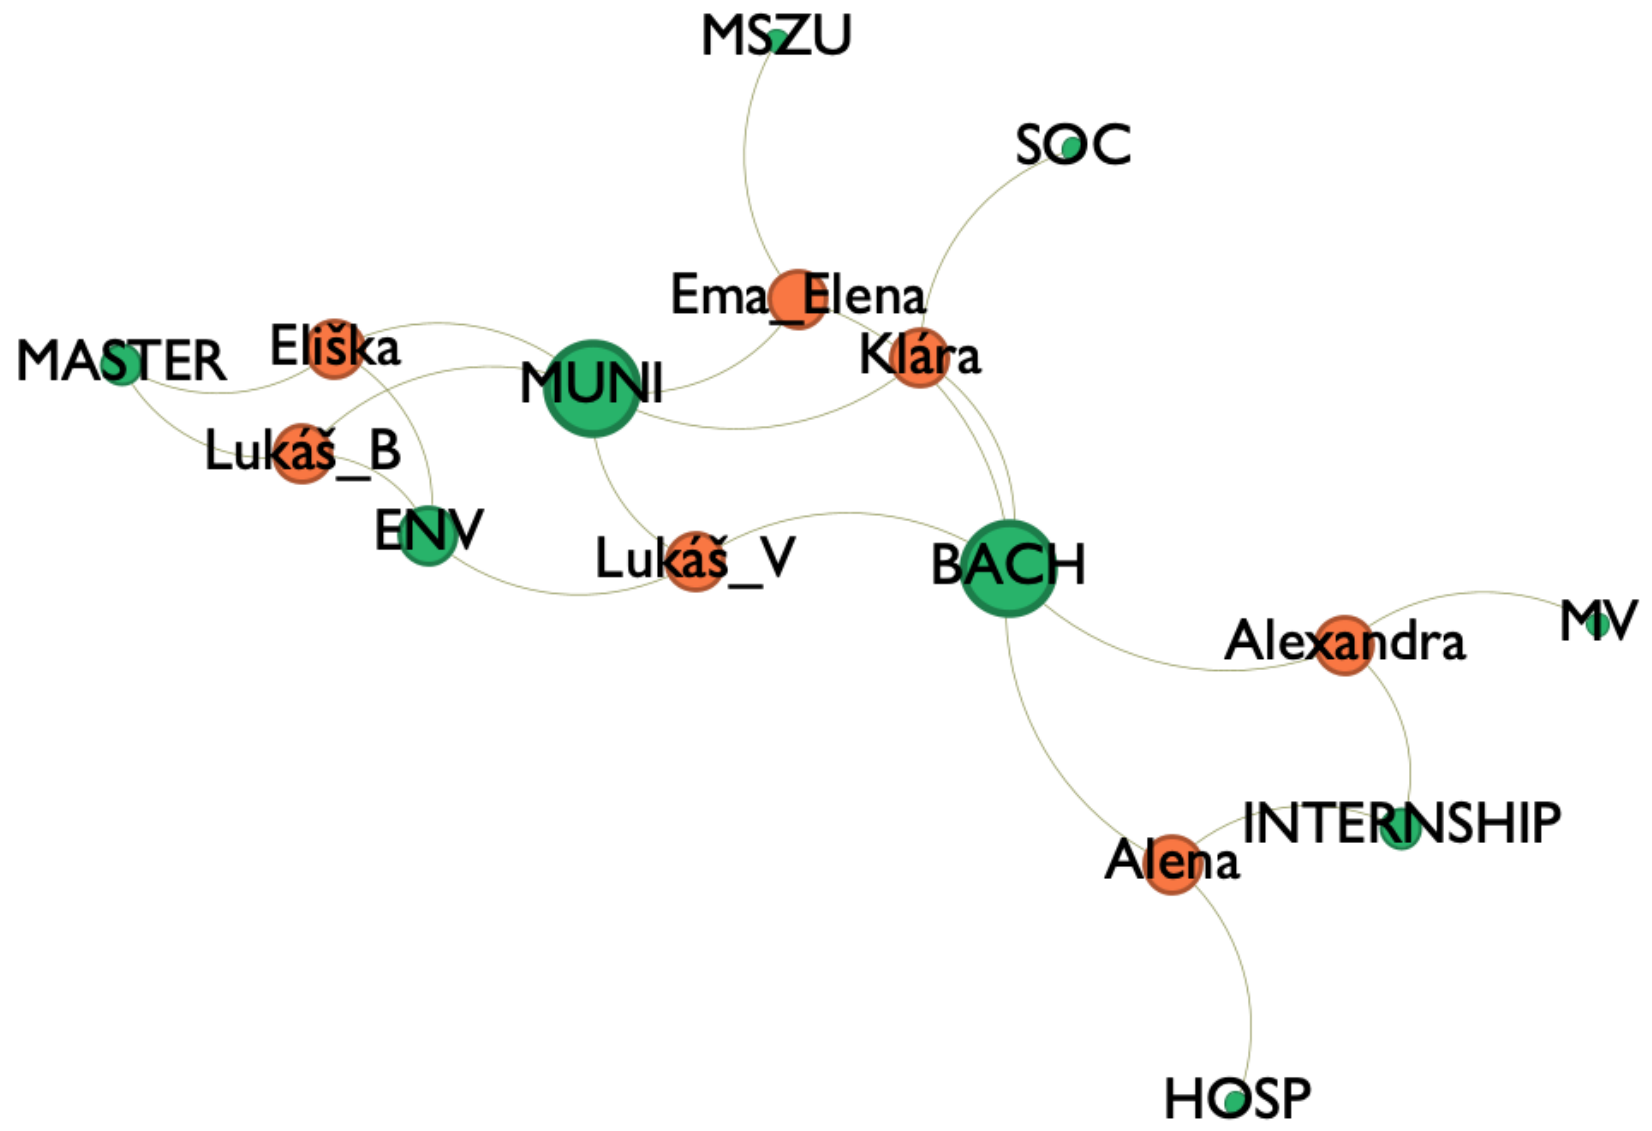 MSZU
SOC
Ema_Elena
Eliška
Klára
MASTER
MUNI
Lukáš_B
ENV
Lukáš_V
BACH
MV
Alexandra
INTERNSHIP
Alena
HOSP